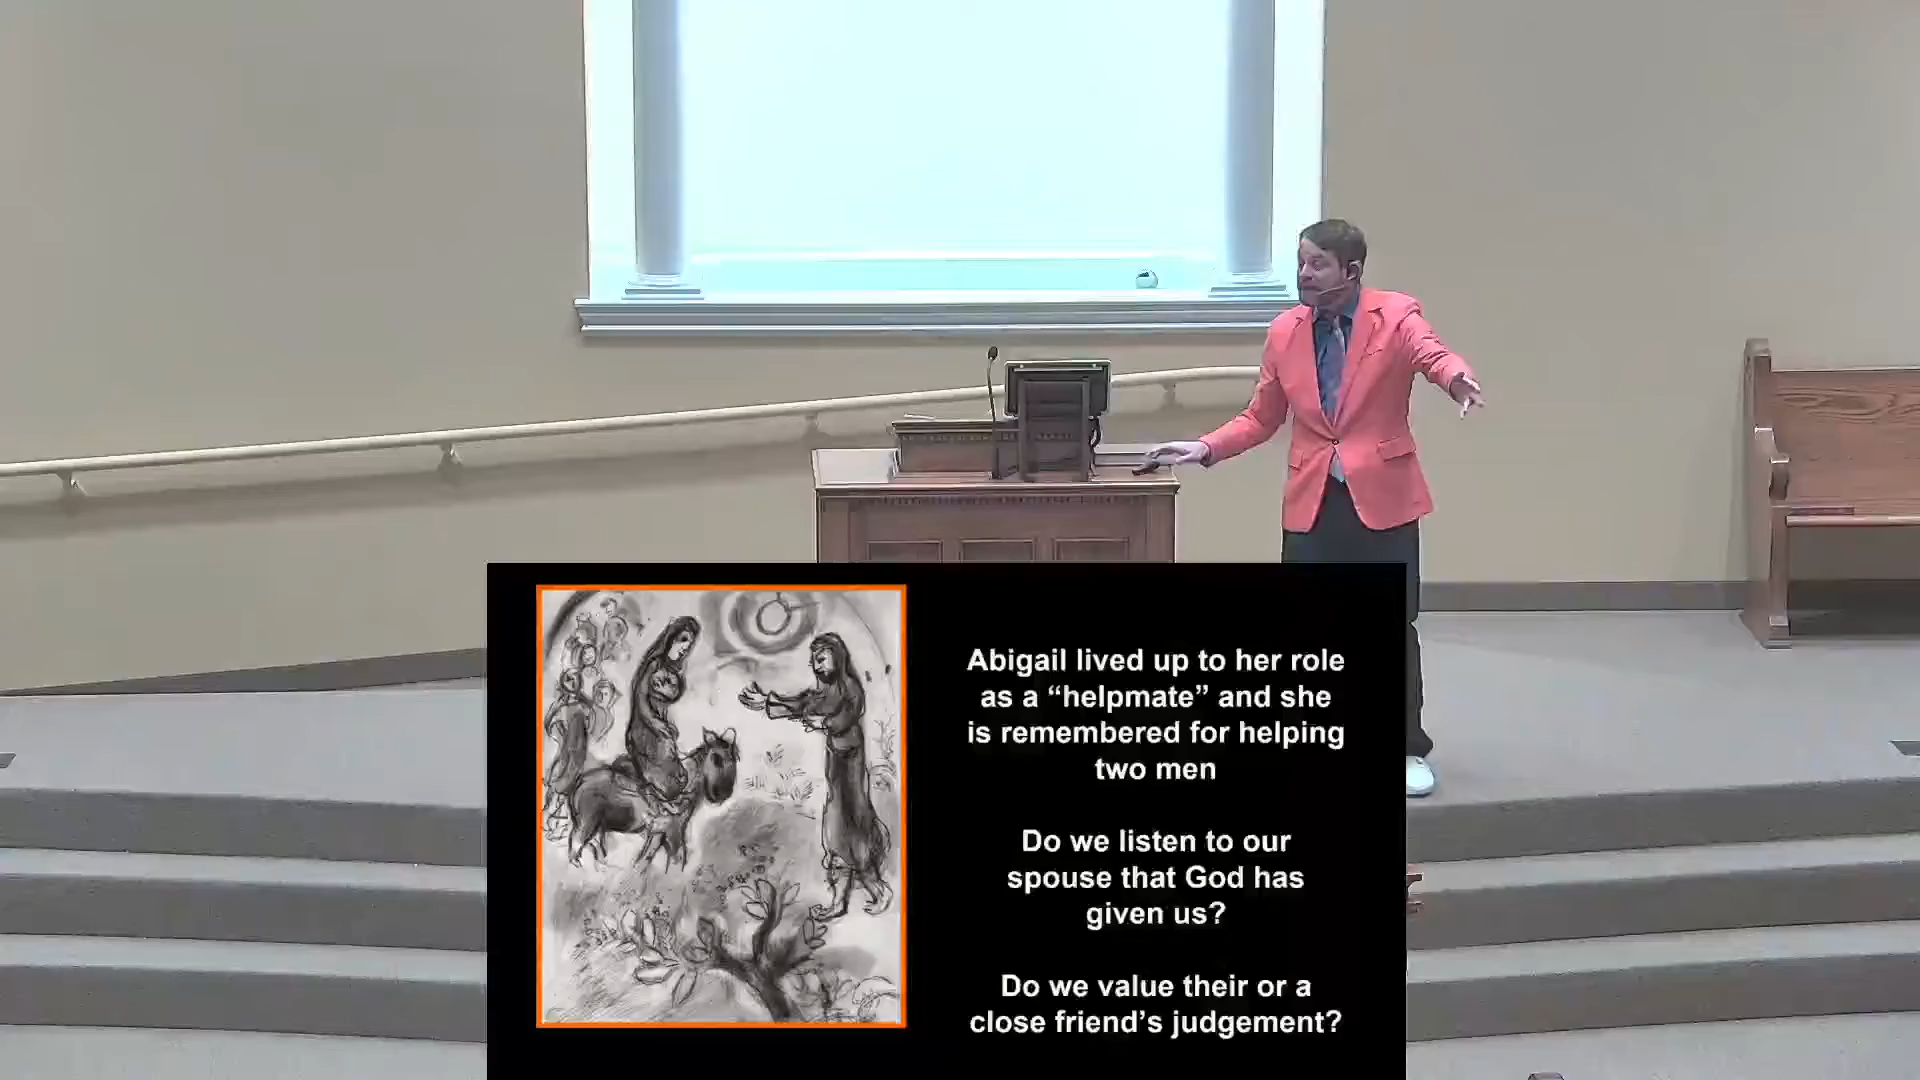 Abigail lived up to her role
as a “helpmate” and she
is remembered for helping
two men
Do we listen to our
spouse that God has
given us?
Do we value their or a
close friend’s judgement?